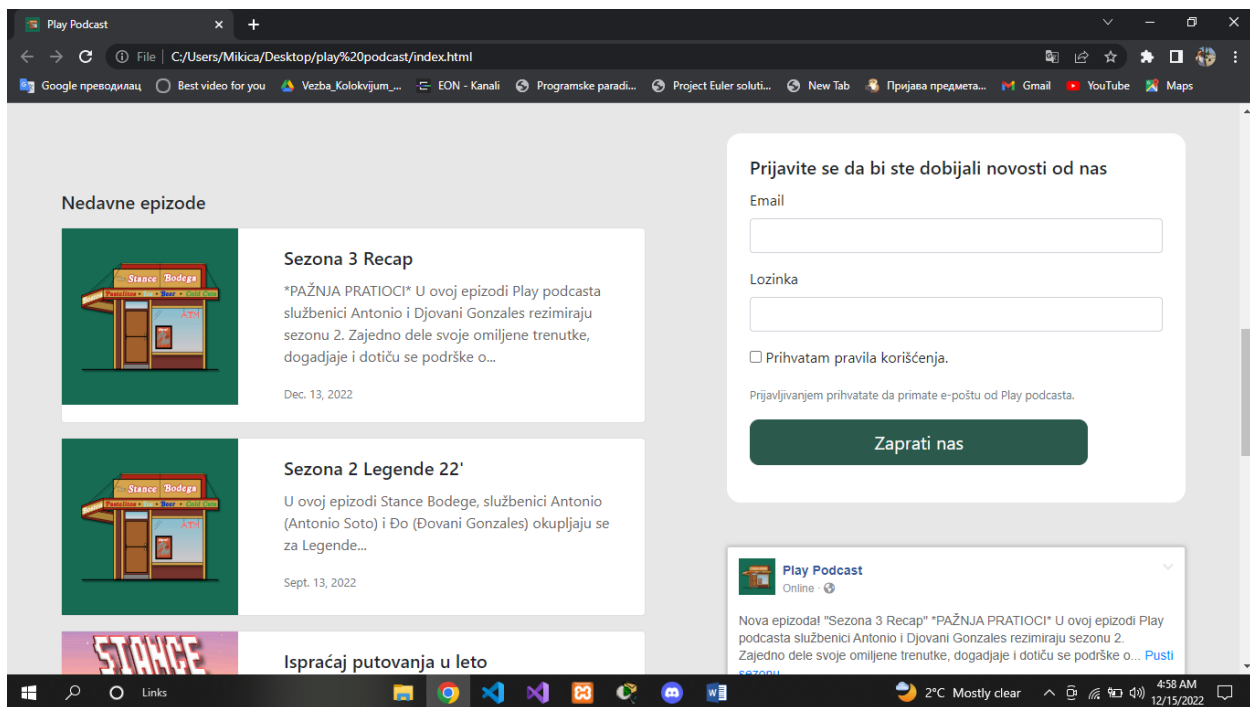 Play Podcast
File C:/Users/Mikica/Desktop/play%20podcast/index.html
Google преводилац Best video for you Vezba_Kolokvijum_... EON - Kanali Programske paradi... Project Euler soluti... New Tab Пријава предмета... Gmail YouTube Maps
Nedavne epizode
Stance Bodega
ATM
Sezona 3 Recap
*PAŽNJA PRATIOCI* U ovoj epizodi Play podcasta
službenici Antonio i Djovani Gonzales rezimiraju
sezonu 2. Zajedno dele svoje omiljene trenutke,
dogadjaje i dotiču se podrške o...
Dec. 13, 2022
Stance Bodega
ATM
Sezona 2 Legende 22'
U ovoj epizodi Stance Bodege, službenici Antonio
(Antonio Soto) i Đo (Đovani Gonzales) okupljaju se
za Legende...
Sept. 13, 2022
STANCE
Ispraćaj putovanja u leto
Prijavite se da bi ste dobijali novosti od nas
Email
Lozinka
Prihvatam pravila korišćenja.
Prijavljivanjem prihvatate da primate e-poštu od Play podcasta.
Zaprati nas
Play Podcast
Online ·
Nova epizoda! "Sezona 3 Recap" *PAŽNJA PRATIOCI* U ovoj epizodi Play
podcasta službenici Antonio i Djovani Gonzales rezimiraju sezonu 2.
Zajedno dele svoje omiljene trenutke, dogadjaje i dotiču se podrške o... Pusti
sezonu
Links
2°C Mostly clear
4:58 AM
12/15/2022